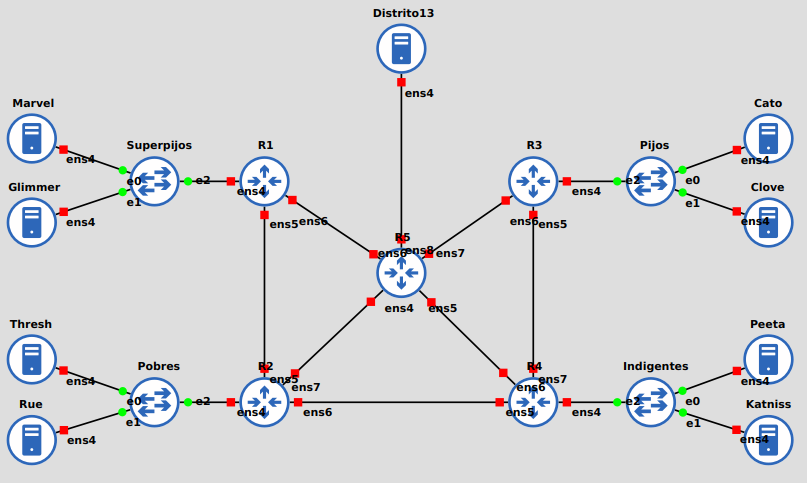 Distrito13
ens4
Marvel
Superpijos
R1
R3
Pijos
Cato
ens4
e0
e2
ens4
ens4
e2
e0
ens4
Glimmer
e1
e1
Clove
ens4
ens5
ens6
ens6
ens5
ens4
R5
ens6
ens8
ens7
ens4
ens5
Thresh
Pobres
R2
R4
Indigentes
Peeta
ens4
ens5
ens7
ens6
ens7
ens4
Rue
e0
e2
ens4
ens6
ens5
ens4
e2
e0
Katniss
ens4
e1
e1
ens4